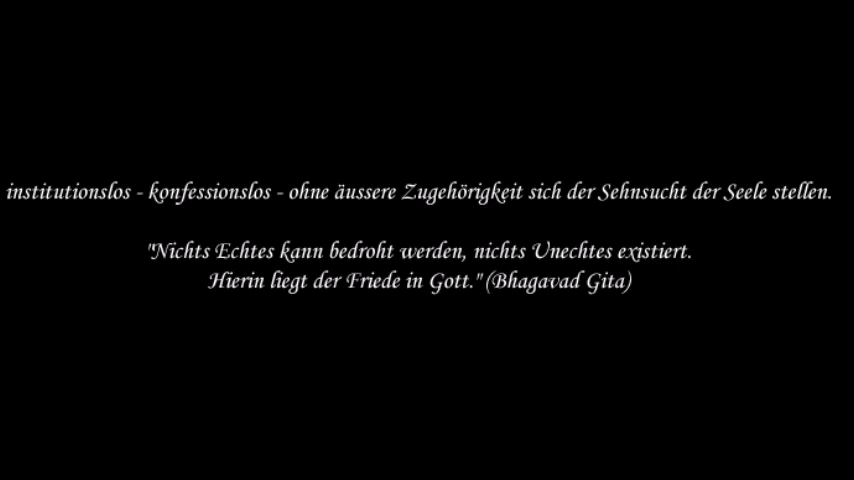 institutionslos - konfessionslos - ohne äussere Zugehörigkeit sich der Sehnsucht der Seele stellen.
"Nichts Echtes kann bedroht werden, nichts Unechtes existiert.
Hierin liegt der Friede in Gott." (Bhagavad Gita)